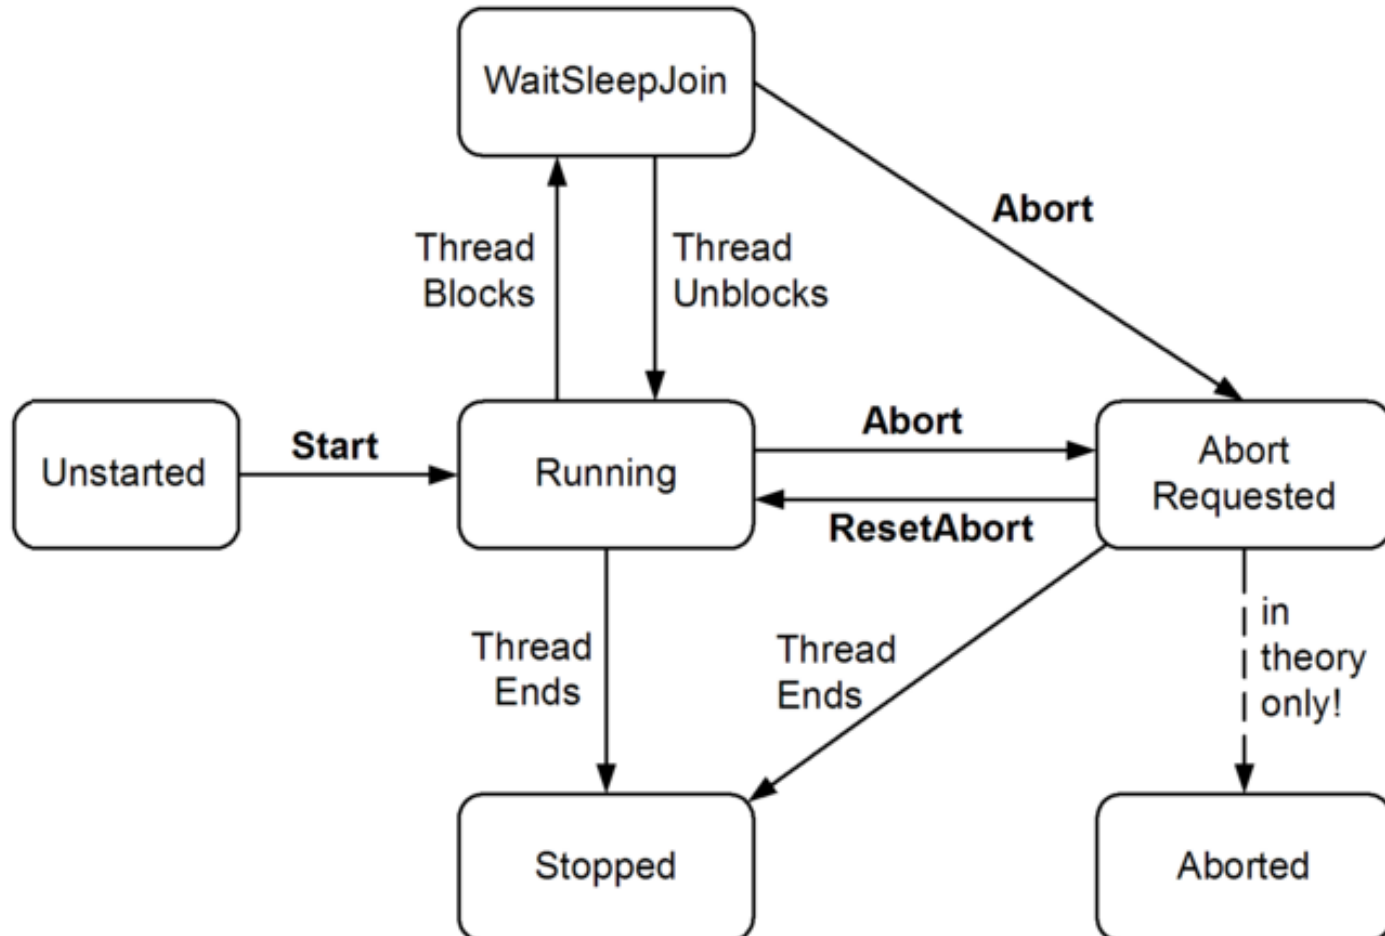 WaitSleepJoin
Abort
Thread
Blocks
Thread
Unblocks
Unstarted
Start
Running
Abort
ResetAbort
Abort
Requested
Thread
Ends
Thread
Ends
in
theory
only!
Stopped
Aborted